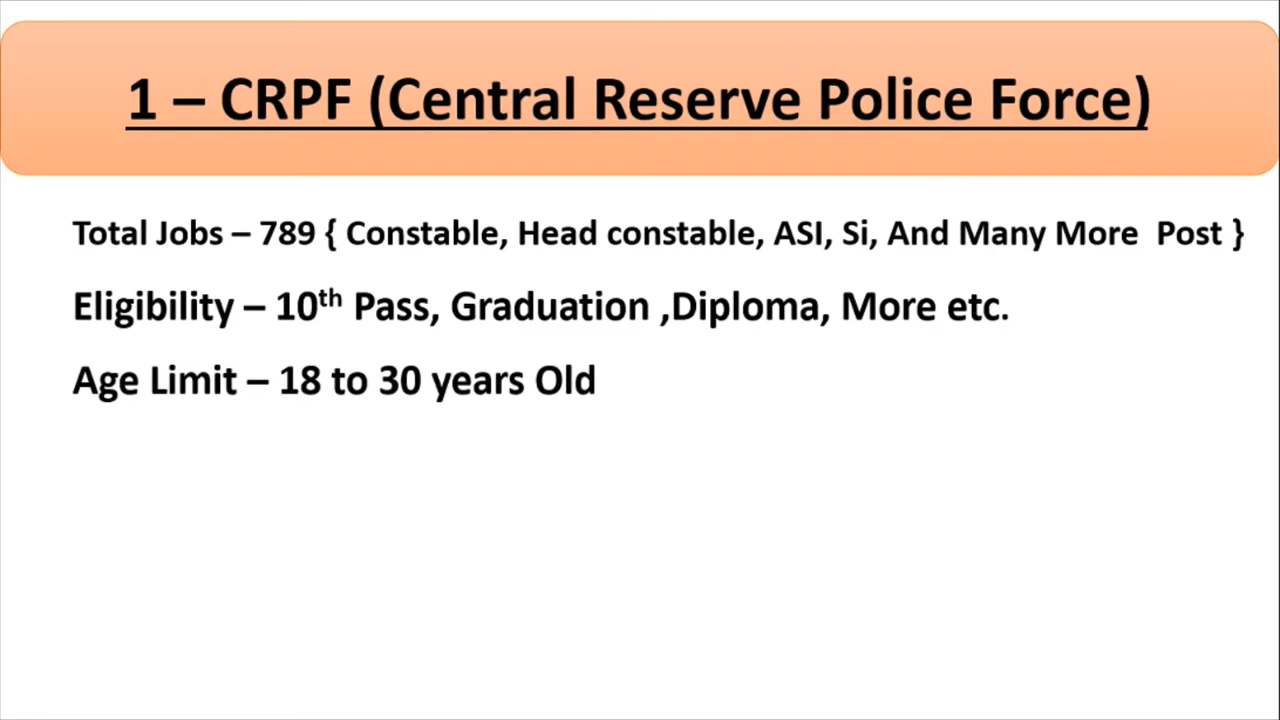 1 – CRPF (Central Reserve Police Force)
Total Jobs – 789 { Constable, Head constable, ASI, Si, And Many More  Post }
Eligibility – 10th Pass, Graduation ,Diploma, More etc.
Age Limit – 18 to 30 years Old